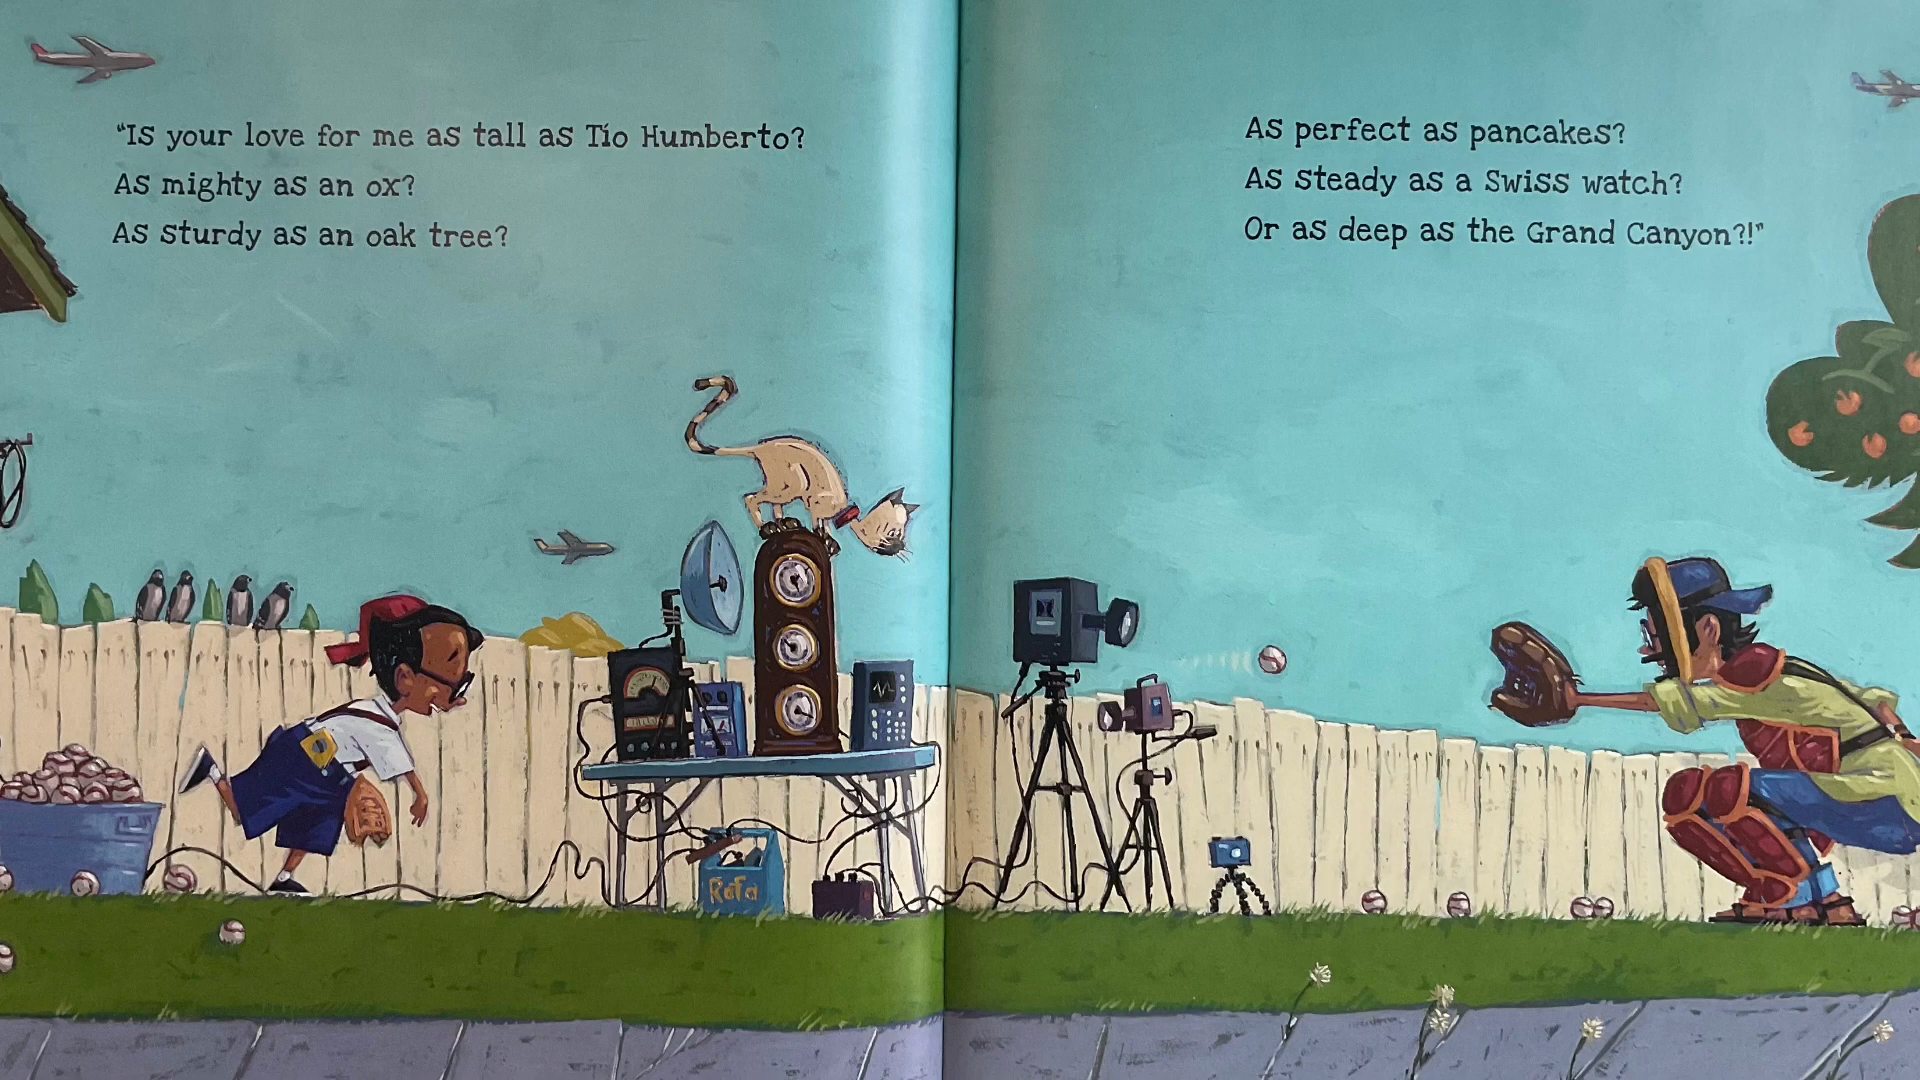 “Is your love for me as tall as Tío Humberto?
As mighty as an ox?
As sturdy as an oak tree?
As perfect as pancakes?
As steady as a Swiss watch?
Or as deep as the Grand Canyon?!”
Rafa